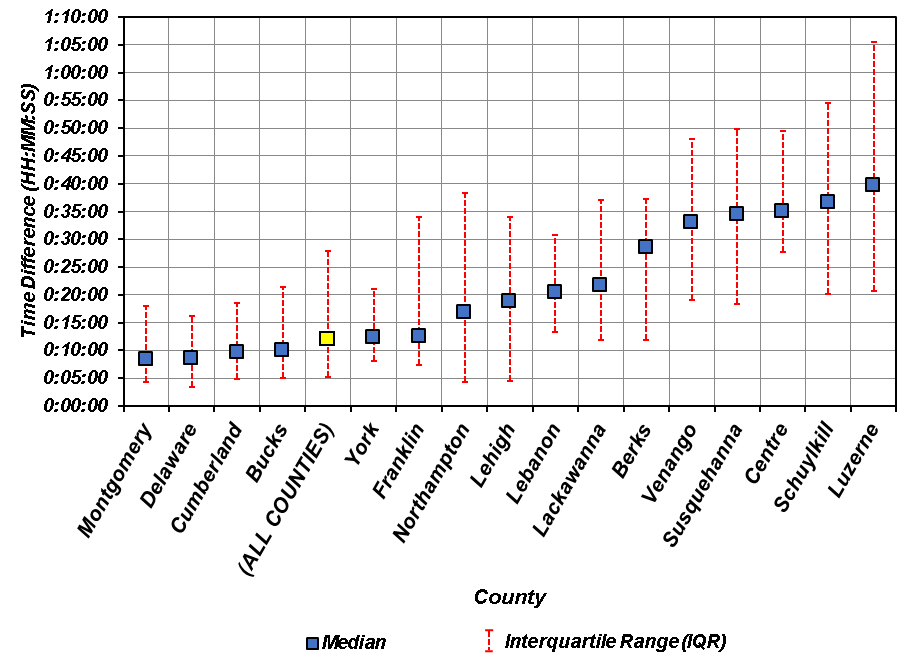 1:10:00
1:05:00
1:00:00
0:55:00
0:50:00
0:45:00
0:40:00
0:35:00
0:30:00
0:25:00
0:20:00
0:15:00
0:10:00
0:05:00
0:00:00
Time Difference (HH:MM:SS)
Montgomery
Delaware
Cumberland
Bucks
(ALL COUNTIES)
York
Franklin
Northampton
Lehigh
Lebanon
Lackawanna
Berks
Venango
Susquehanna
Centre
Schuylkill
Luzerne
County
Median
Interquartile Range (IQR)